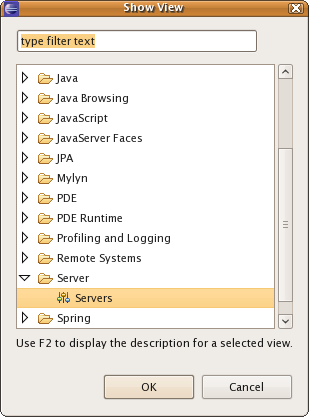 Show View
type filter text
Java
Java Browsing
JavaScript
JavaServer Faces
JPA
Mylyn
PDE
PDE Runtime
Profiling and Logging
Remote Systems
Server
Servers
Spring
Use F2 to display the description for a selected view.
OK
Cancel